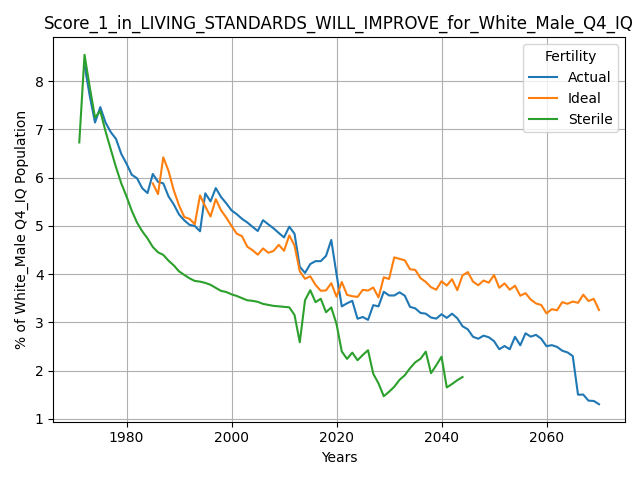 Score_1_in_LIVING_STANDARDS_WILL_IMPROVE_for_White_Male_Q4_IQ
Fertility
Actual
Ideal
Sterile
% of White_Male Q4_IQ Population
8
7
6
5
4
3
2
1
1980 2000 2020 2040 2060
Years